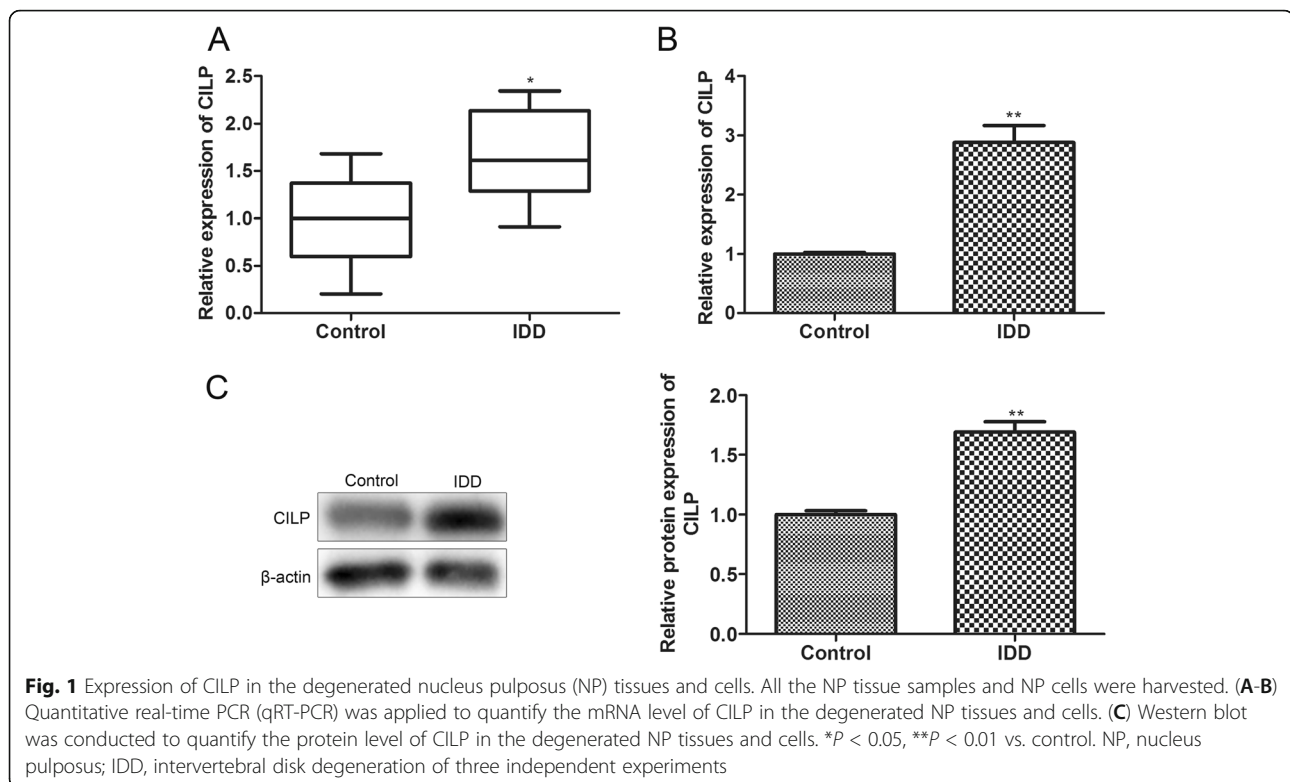 A
Relative expression of CILP
2.5
2.0
1.5
1.0
0.5
0.0
*
Control
IDD
B
Relative expression of CILP
4
3
2
1
0
**
Control
IDD
C
Control
IDD
CILP
β-actin
Relative protein expression of
CILP
2.0
1.5
1.0
0.5
0.0
**
Control
IDD
Fig. 1 Expression of CILP in the degenerated nucleus pulposus (NP) tissues and cells. All the NP tissue samples and NP cells were harvested. (A-B)
Quantitative real-time PCR (qRT-PCR) was applied to quantify the mRNA level of CILP in the degenerated NP tissues and cells. (C) Western blot
was conducted to quantify the protein level of CILP in the degenerated NP tissues and cells. *P < 0.05, **P < 0.01 vs. control. NP, nucleus
pulposus; IDD, intervertebral disk degeneration of three independent experiments